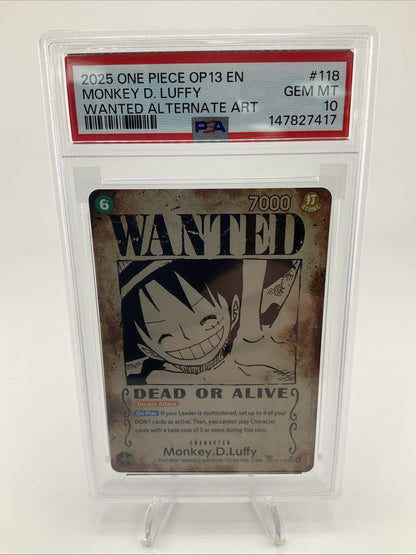 2025 ONE PIECE OP13 EN #118
MONKEY D. LUFFY GEM MT
WANTED ALTERNATE ART 10
PSA 147827417
6 7000 打
STRIKE
WANTED
DEAD OR ALIVE
Double Attack
On Play If your Leader is multicolored, set up to 4 of your
DON!! cards as active. Then, you cannot play Character
cards with a base cost of 5 or more during this turn.
CHARACTER
Monkey.D.Luffy